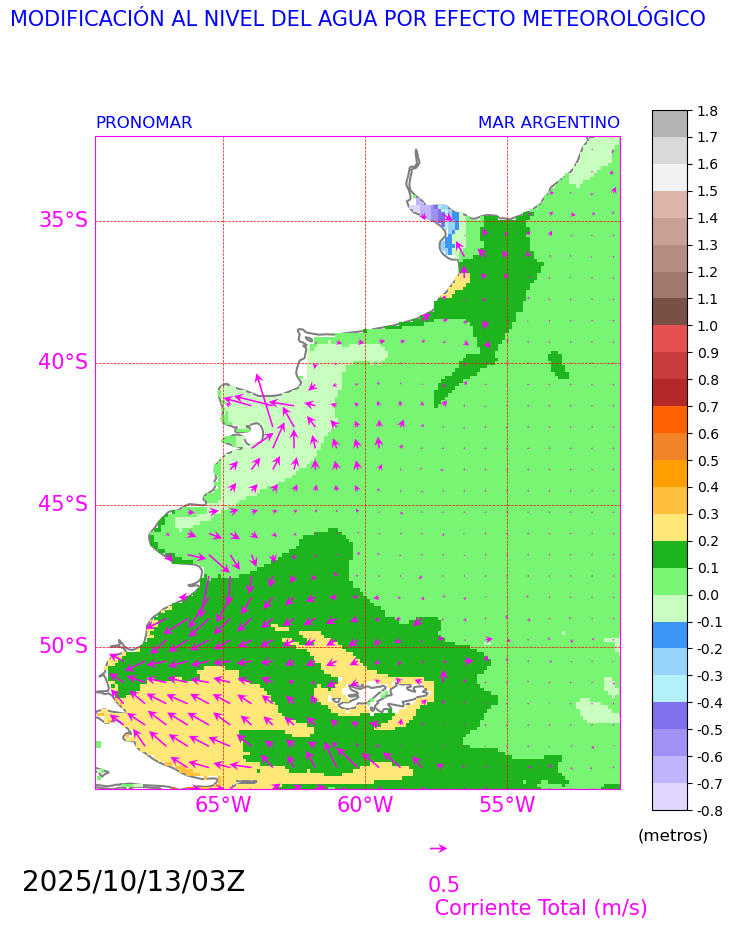 MODIFICACIÓN AL NIVEL DEL AGUA POR EFECTO METEOROLÓGICO
PRONOMAR MAR ARGENTINO
35°S
40°S
45°S
50°S
65°W 60°W 55°W
1.8
1.7
1.6
1.5
1.4
1.3
1.2
1.1
1.0
0.9
0.8
0.7
0.6
0.5
0.4
0.3
0.2
0.1
0.0
-0.1
-0.2
-0.3
-0.4
-0.5
-0.6
-0.7
-0.8
(metros)
2025/10/13/03Z
0.5
Corriente Total (m/s)